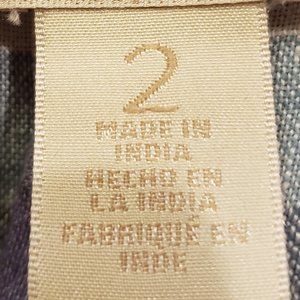 2
MADE IN
INDIA
HECHO EN
LA INDIA
FABRIQUÉ EN
INDE